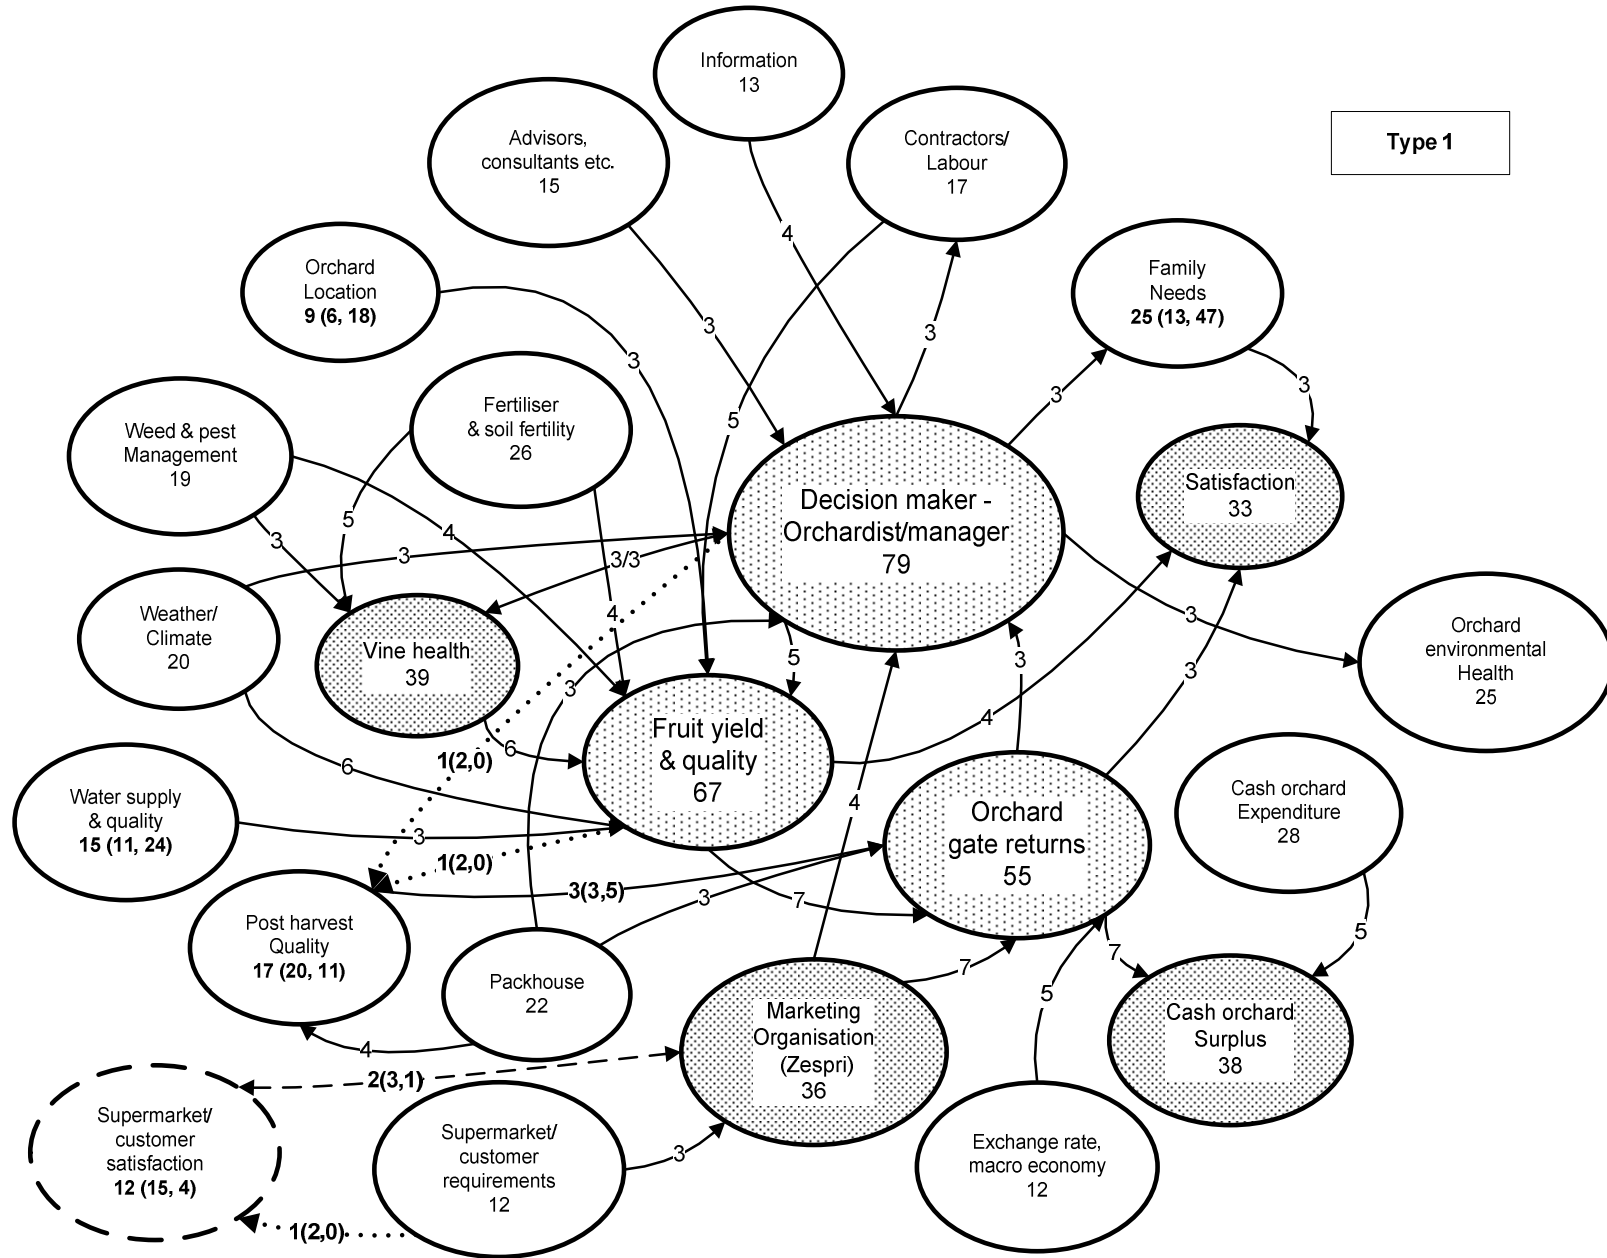 Information
13
Advisors,
consultants etc.
15
Contractors/
Labour
17
Type 1
Orchard
Location
9 (6, 18)
Family
Needs
25 (13, 47)
4
3
3
3
3
3
Weed & pest
Management
19
Fertiliser
& soil fertility
26
5
Decision maker -
Orchardist/manager
79
Satisfaction
33
5
4
3
3
3/3
Weather/
Climate
20
4
Vine health
39
3
Orchard
environmental
Health
25
5
3
3
3
Fruit yield
& quality
67
4
6
1(2,0)
6
Water supply
& quality
15 (11, 24)
3
4
Orchard
gate returns
55
Cash orchard
Expenditure
28
1(2,0)
3(3,5)
3
7
Post harvest
Quality
17 (20, 11)
Packhouse
22
7
7
5
5
Marketing
Organisation
(Zespri)
36
Cash orchard
Surplus
38
4
2(3,1)
Supermarket/
customer
satisfaction
12 (15, 4)
Supermarket/
customer
requirements
12
3
Exchange rate,
macro economy
12
1(2,0)